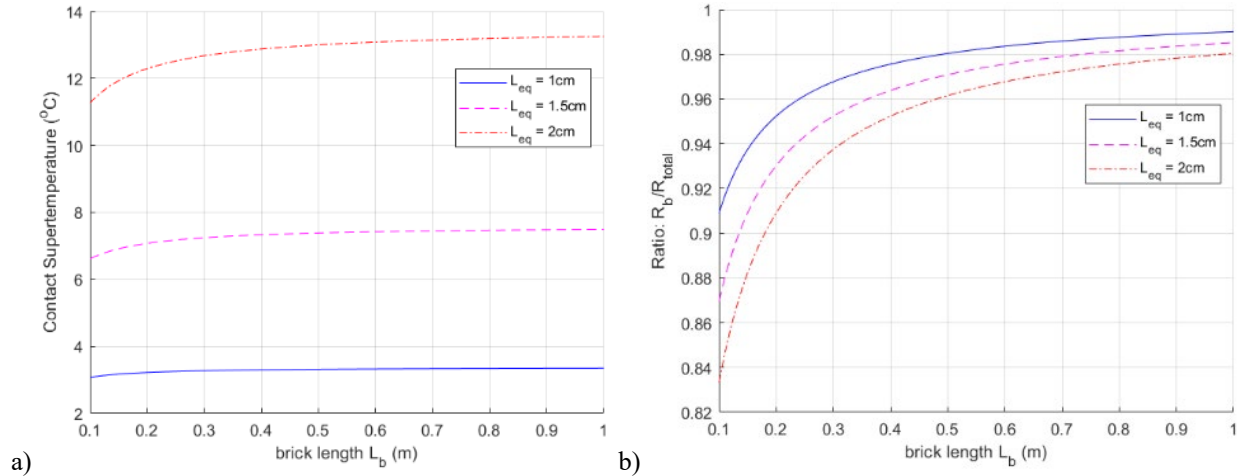 14
12
10
8
6
4
2
0.1 0.2 0.3 0.4 0.5 0.6 0.7 0.8 0.9 1
Contact Supertemperature (°C)
brick length L_b (m)
L_eq = 1cm
L_eq = 1.5cm
L_eq = 2cm
a)
1
0.98
0.96
0.94
0.92
0.9
0.88
0.86
0.84
0.82
0.1 0.2 0.3 0.4 0.5 0.6 0.7 0.8 0.9 1
Ratio: R_b/R_total
brick length L_b (m)
L_eq = 1cm
L_eq = 1.5cm
L_eq = 2cm
b)